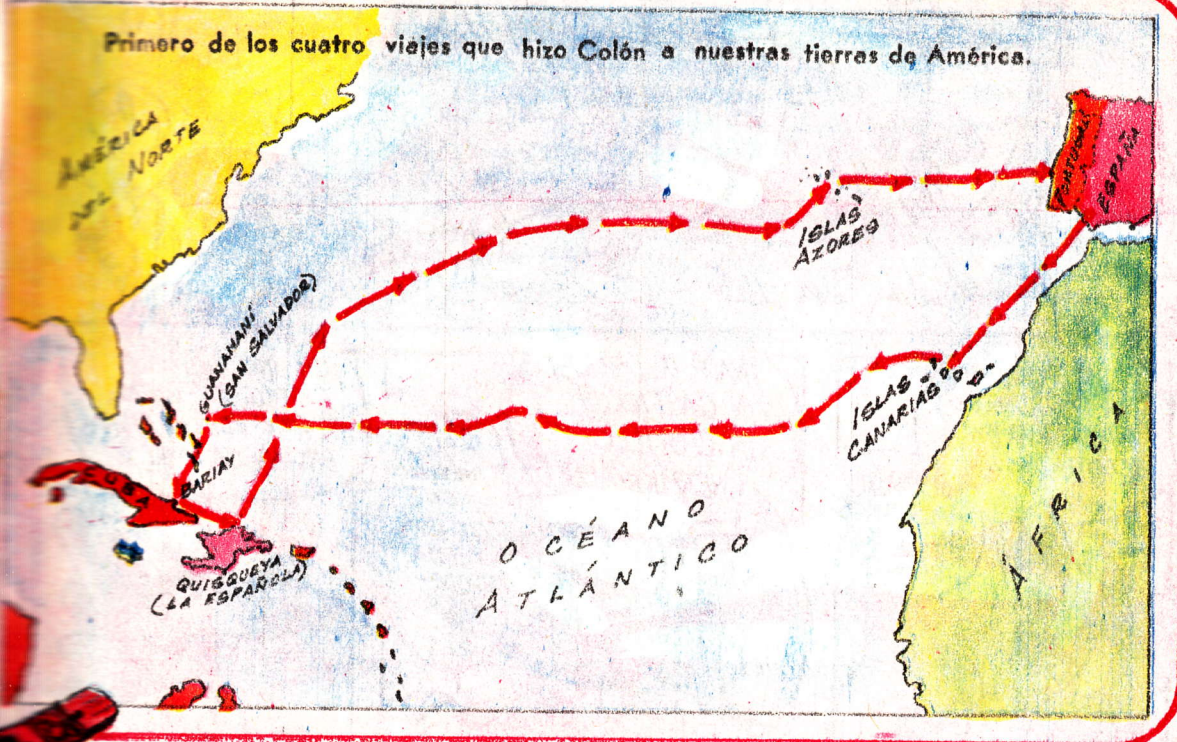 Primero de los cuatro viajes que hizo Colón a nuestras tierras de América.
AMÉRICA
DEL NORTE
PORTUGAL
ESPAÑA
ISLAS
AZORES
GUANAHANÍ
(SAN SALVADOR)
ISLAS
CANARIAS
CUBA
BARIAY
QUISQUEYA
(LA ESPAÑOLA)
OCÉANO
ATLÁNTICO
ÁFRICA